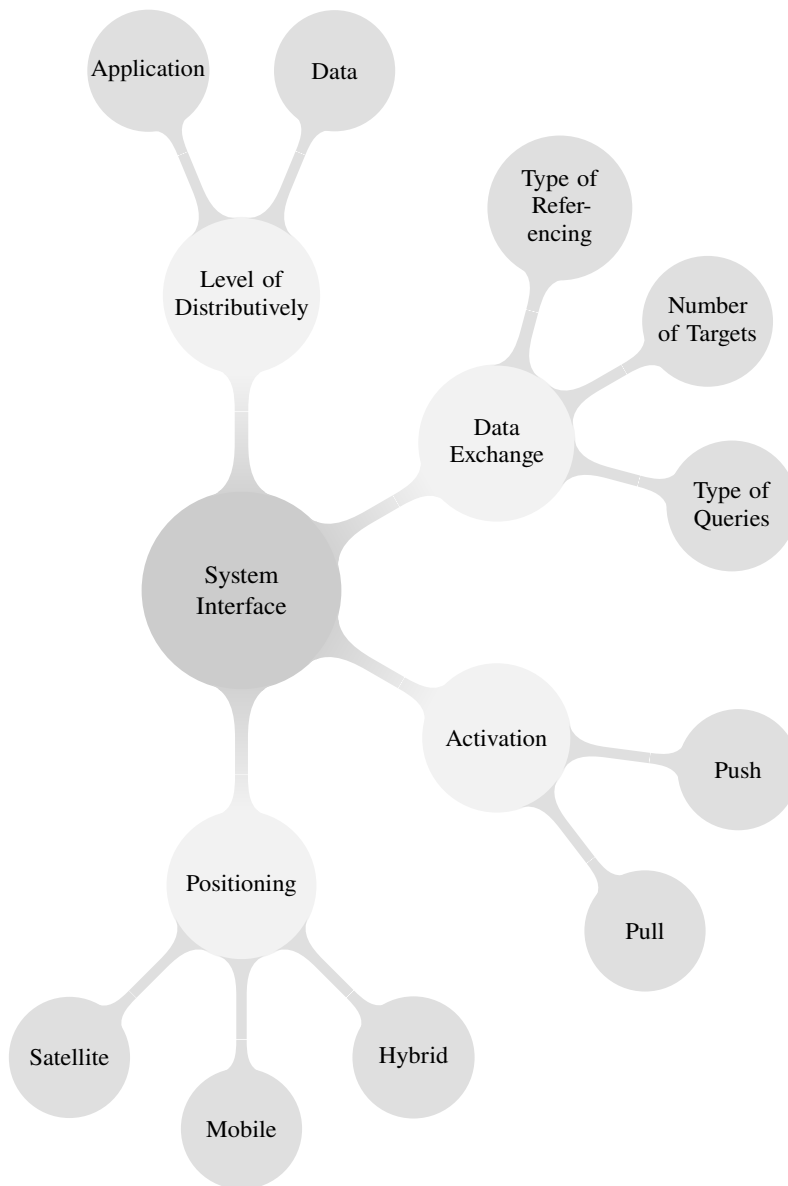 Application
Data
Type of
Refer-
encing
Level of
Distributively
Number
of Targets
Data
Exchange
Type of
Queries
System
Interface
Activation
Push
Positioning
Pull
Satellite
Hybrid
Mobile